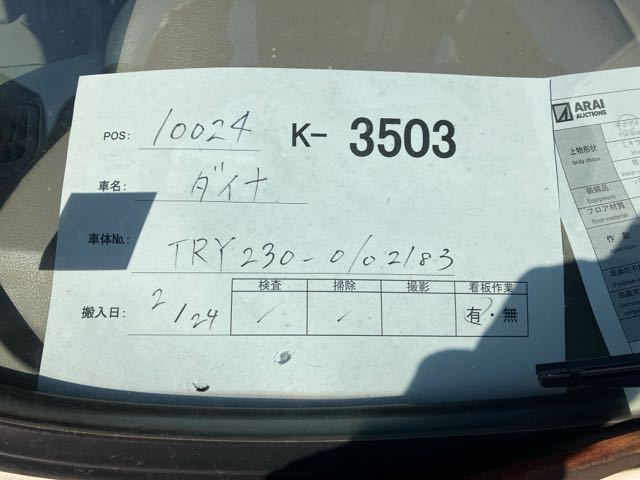 POS: 10024 K- 3503
車名: ダイナ
車体No.: TRY230-0102183
検査 掃除 撮影 看板作業
搬入日: 2/24 有・無
ARAI
AUCTIONS
上物形状
body shape
装備品
Equipment
フロア材質
Floor material
作動